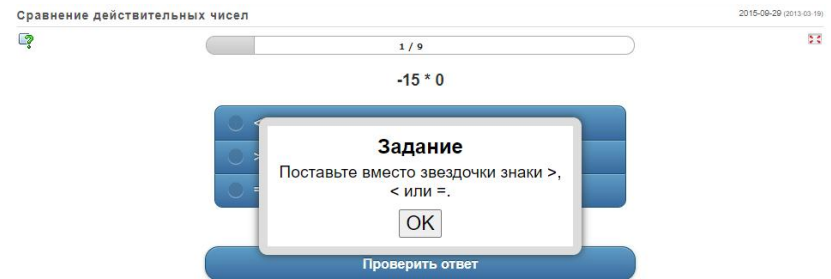 Сравнение действительных чисел
2015-09-29 (2013-03-19)
1 / 9
-15 * 0
<
>
=
Задание
Поставьте вместо звездочки знаки >,
< или =.
OK
Проверить ответ